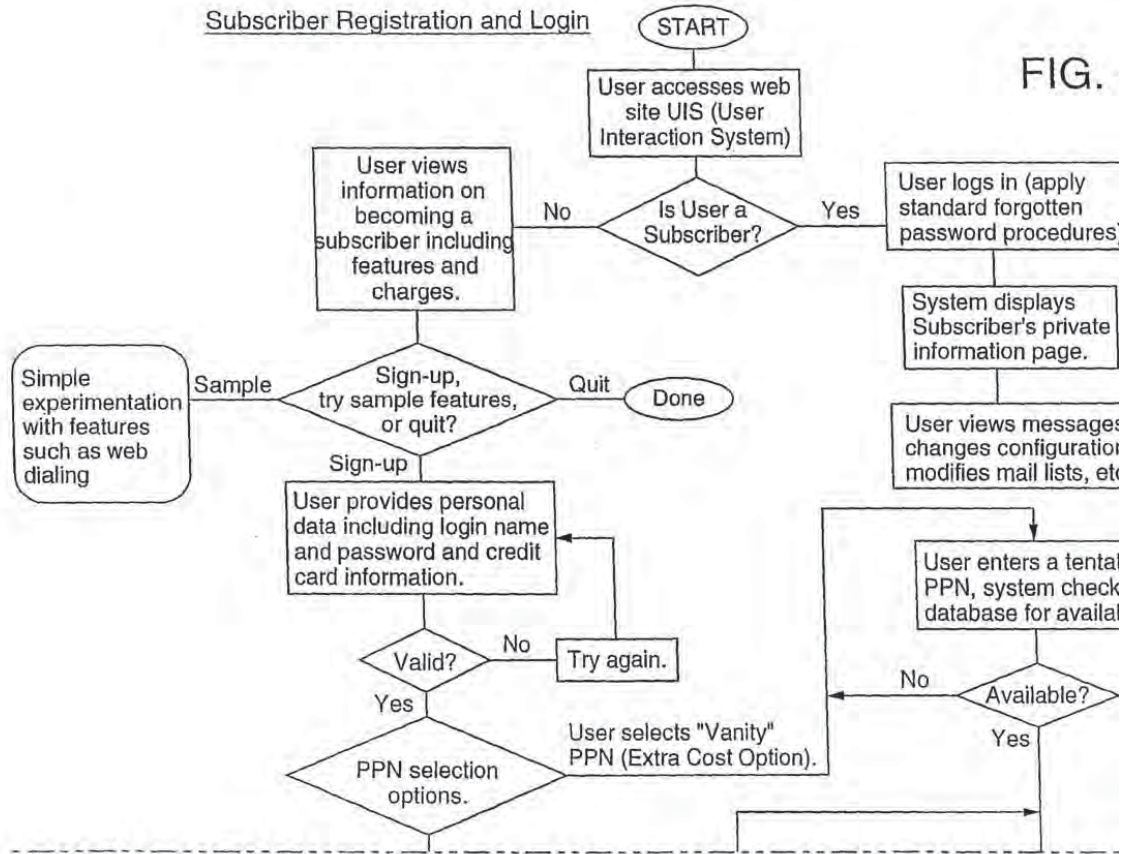 Subscriber Registration and Login
START
FIG.
User accesses web
site UIS (User
Interaction System)
User views
information on
becoming a
subscriber including
features and
charges.
No
Is User a
Subscriber?
Yes
User logs in (apply
standard forgotten
password procedures)
System displays
Subscriber's private
information page.
User views messages
changes configuration
modifies mail lists, etc
Simple
experimentation
with features
such as web
dialing
Sample
Sign-up,
try sample features,
or quit?
Quit
Done
Sign-up
User provides personal
data including login name
and password and credit
card information.
Valid?
No
Try again.
Yes
PPN selection
options.
User selects "Vanity"
PPN (Extra Cost Option).
User enters a
PPN, system check
database for
No
Available?
Yes